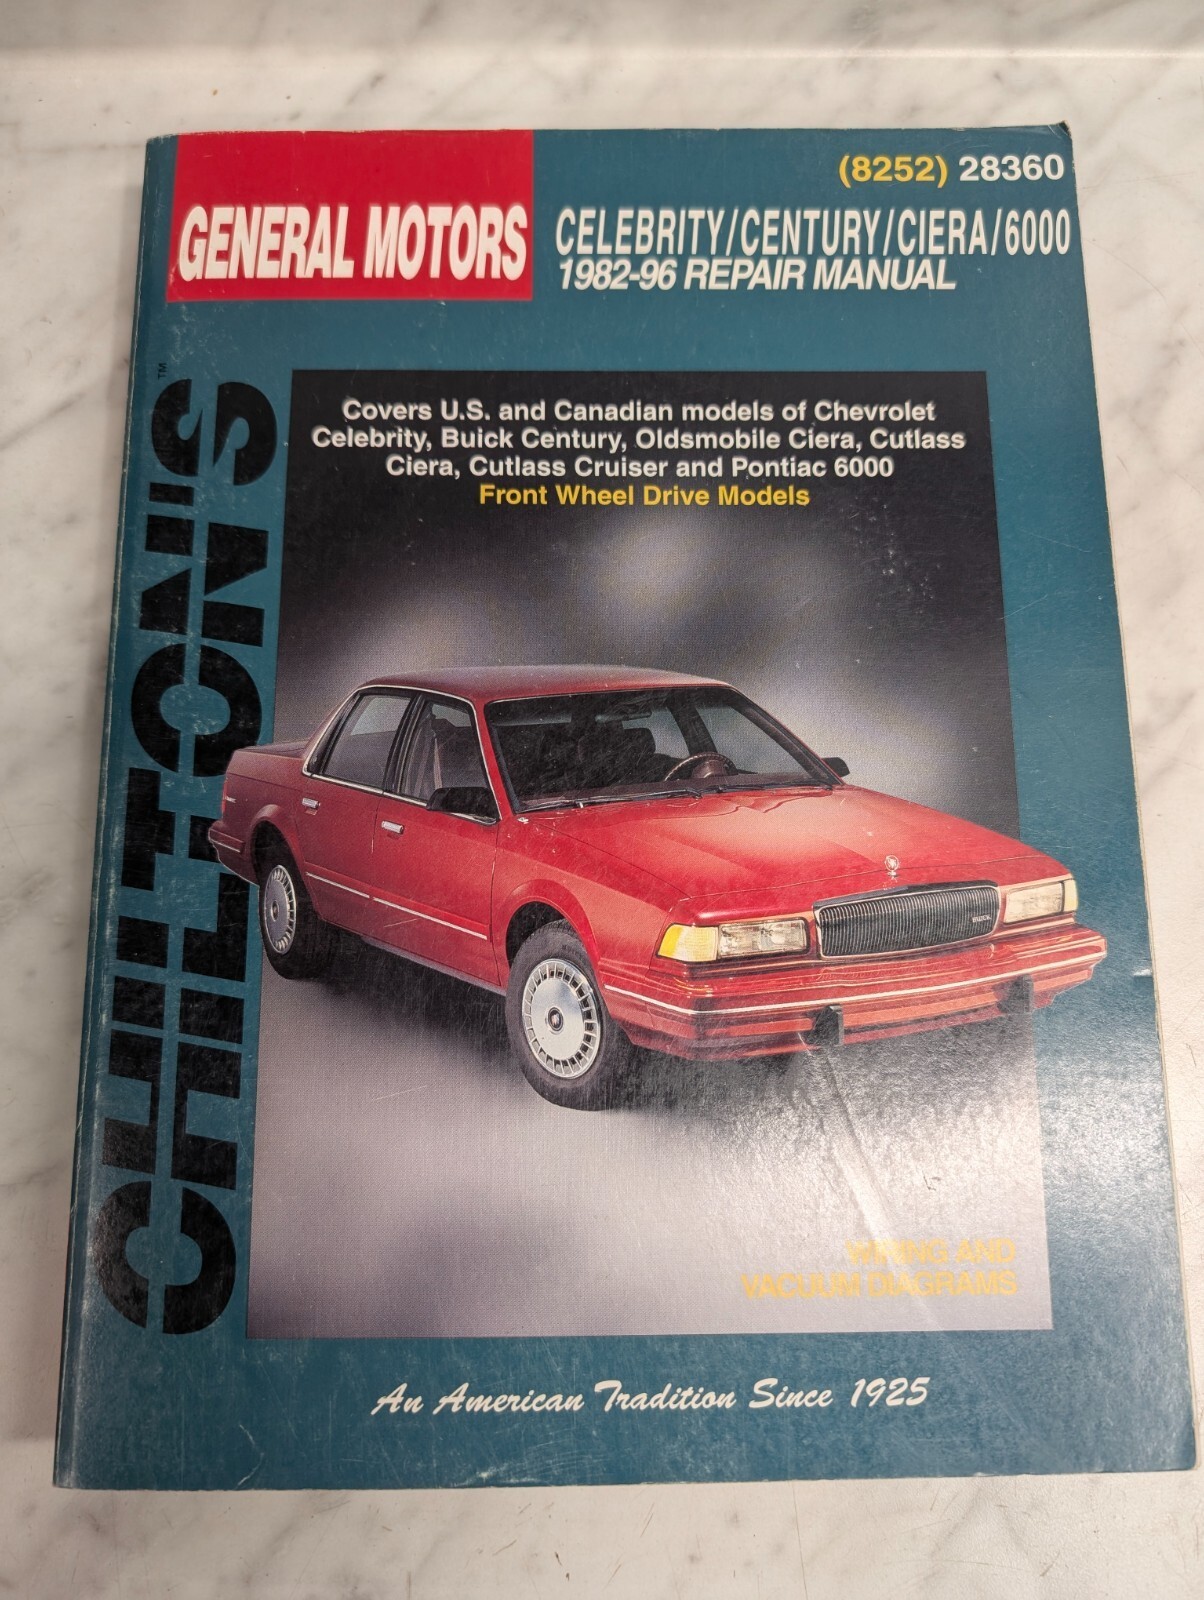 (8252) 28360
GENERAL MOTORS
CELEBRITY/CENTURY/CIERA/6000
1982-96 REPAIR MANUAL
CHILTON'S™
Covers U.S. and Canadian models of Chevrolet
Celebrity, Buick Century, Oldsmobile Ciera, Cutlass
Ciera, Cutlass Cruiser and Pontiac 6000
Front Wheel Drive Models
BUICK
WIRING AND
VACUUM DIAGRAMS
An American Tradition Since 1925